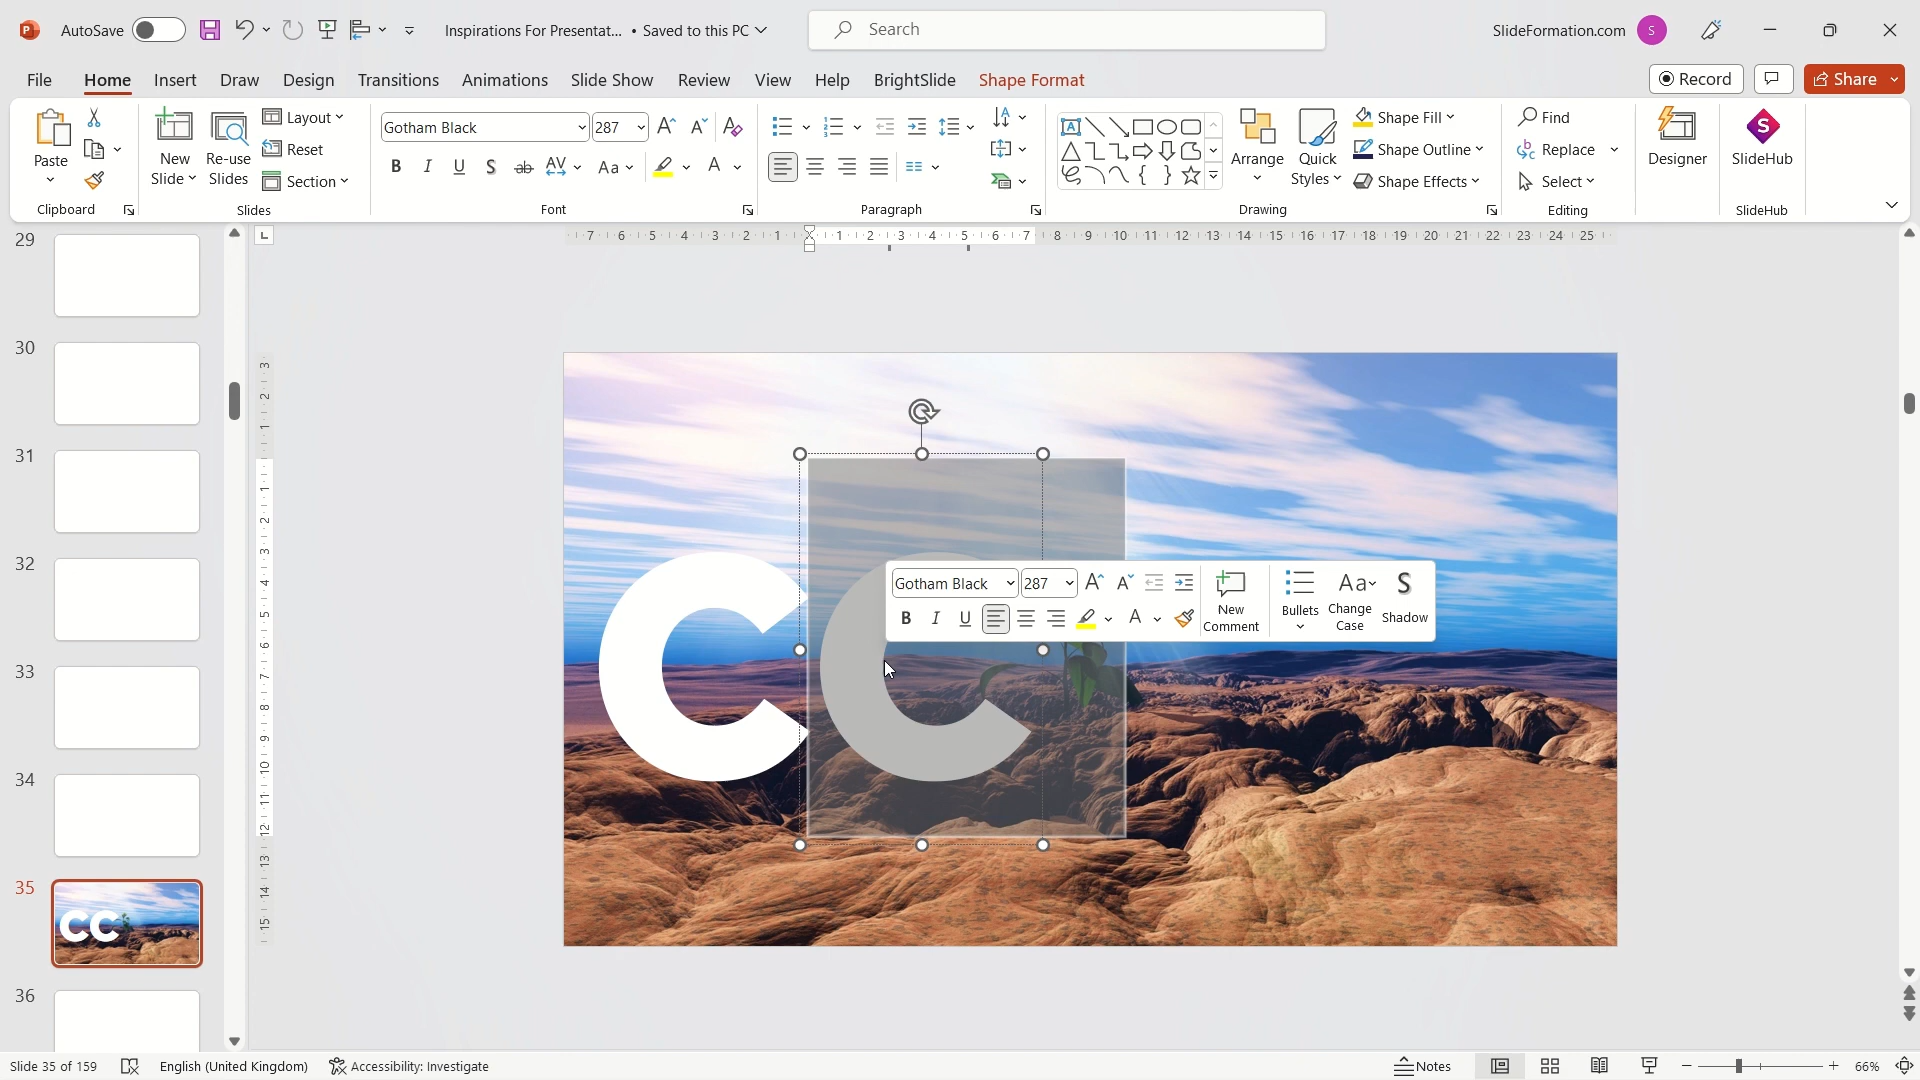 AutoSave
Inspirations For Presentat... • Saved to this PC
Search
SlideFormation.com
S
File Home Insert Draw Design Transitions Animations Slide Show Review View Help BrightSlide Shape Format
Record
Share
Paste
New Slide
Re-use Slides
Layout
Reset
Section
Gotham Black
287
Shape Fill
Shape Outline
Shape Effects
Arrange
Quick Styles
Find
Replace
Select
Designer
SlideHub
Clipboard
Slides
Font
Paragraph
Drawing
Editing
SlideHub
29
30
31
32
33
34
35
36
CC
CC
Gotham Black
287
New Comment
Bullets
Change Case
Shadow
Slide 35 of 159
English (United Kingdom)
Accessibility: Investigate
Notes
66%